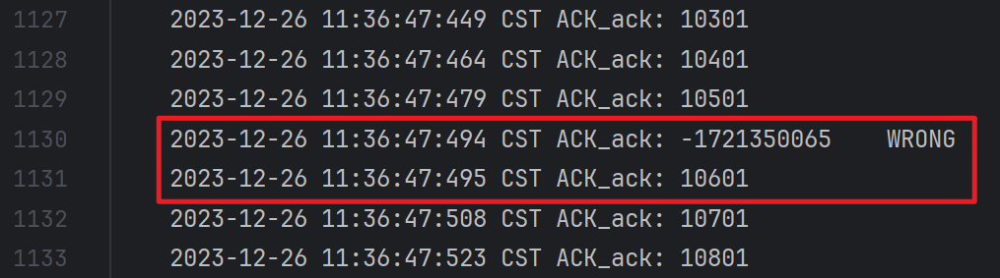 1127 2023-12-26 11:36:47:449 CST ACK_ack: 10301
1128 2023-12-26 11:36:47:464 CST ACK_ack: 10401
1129 2023-12-26 11:36:47:479 CST ACK_ack: 10501
1130 2023-12-26 11:36:47:494 CST ACK_ack: -1721350065 WRONG
1131 2023-12-26 11:36:47:495 CST ACK_ack: 10601
1132 2023-12-26 11:36:47:508 CST ACK_ack: 10701
1133 2023-12-26 11:36:47:523 CST ACK_ack: 10801